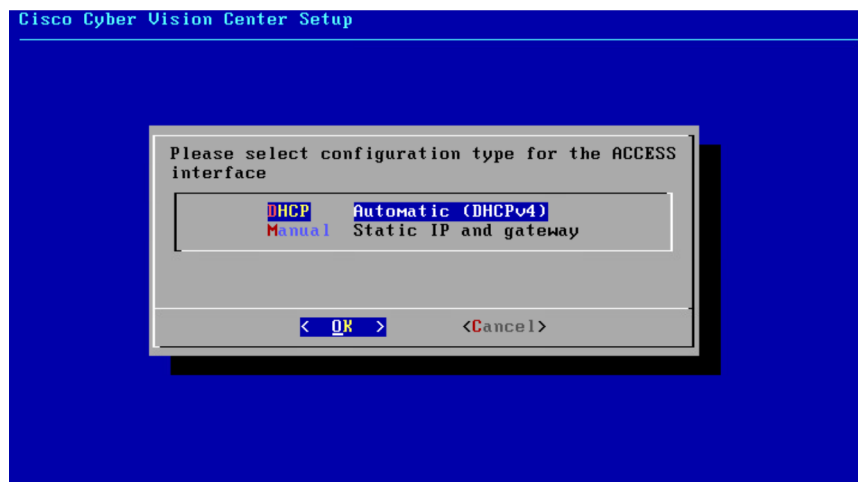 Cisco Cyber Vision Center Setup
Please select configuration type for the ACCESS
interface
DHCP Automatic (DHCPv4)
Manual Static IP and gateway
< OK > <Cancel>